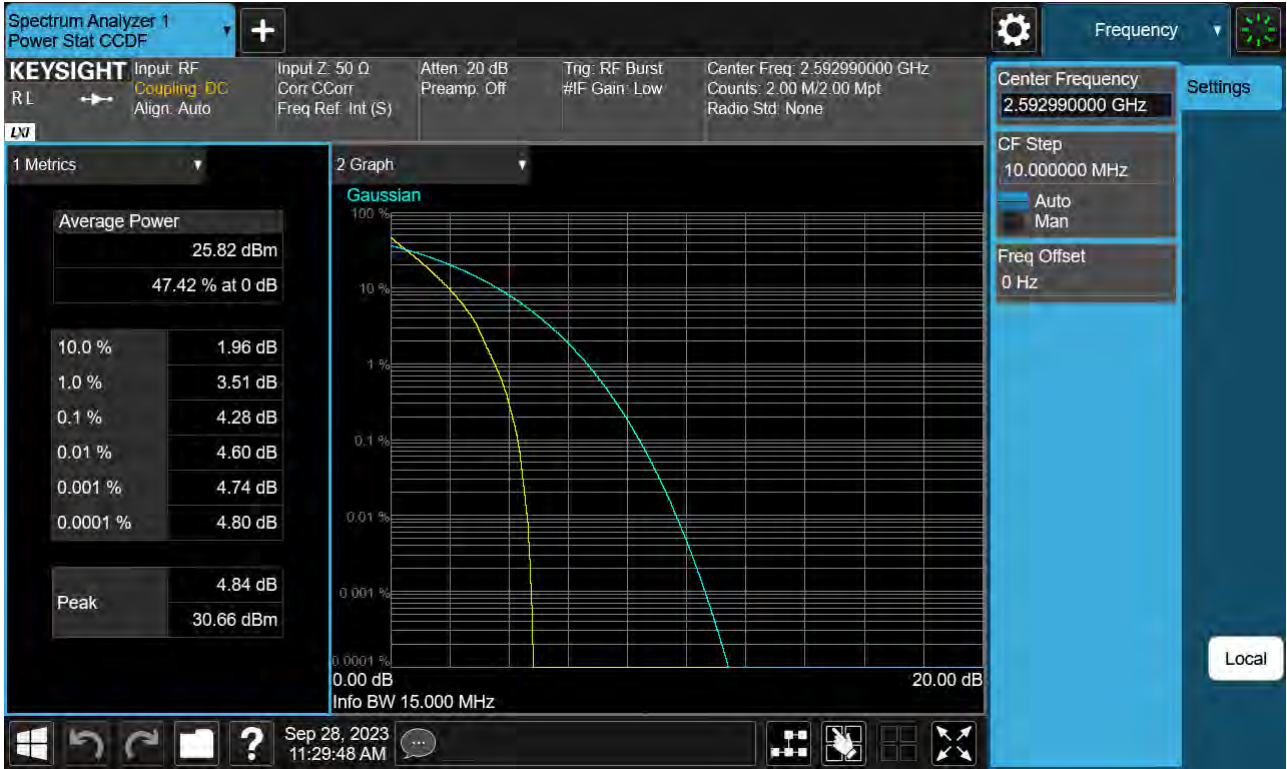 Spectrum Analyzer 1
Power Stat CCDF
+
Frequency
KEYSIGHT
RL
LXI
Input: RF
Coupling: DC
Align: Auto
Input Z: 50 Ω
Corr CCorr
Freq Ref: Int (S)
Atten: 20 dB
Preamp: Off
Trig: RF Burst
#IF Gain: Low
Center Freq: 2.592990000 GHz
Counts: 2.00 M/2.00 Mpt
Radio Std: None
Center Frequency
2.592990000 GHz
CF Step
10.000000 MHz
Auto
Man
Freq Offset
0 Hz
Settings
Local
1 Metrics
Average Power
25.82 dBm
47.42 % at 0 dB
10.0 % 1.96 dB
1.0 % 3.51 dB
0.1 % 4.28 dB
0.01 % 4.60 dB
0.001 % 4.74 dB
0.0001 % 4.80 dB
Peak
4.84 dB
30.66 dBm
2 Graph
Gaussian
100 %
10 %
1 %
0.1 %
0.01 %
0.001 %
0.0001 %
0.00 dB 20.00 dB
Info BW 15.000 MHz
?
Sep 28, 2023
11:29:48 AM